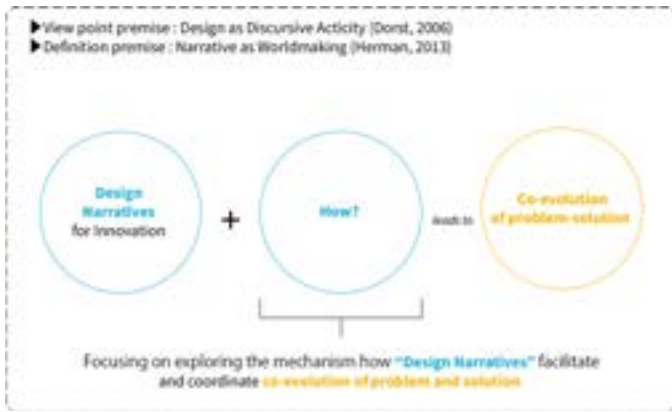 ▶View point premise : Design as Discursive Acticity (Dorst, 2006)
▶Definition premise : Narrative as Worldmaking (Herman, 2013)
Design
Narratives
for Innovation
+
How?
leads to
Co-evolution
of problem-solution
Focusing on exploring the mechanism how “Design Narratives” facilitate
and coordinate co-evolution of problem and solution